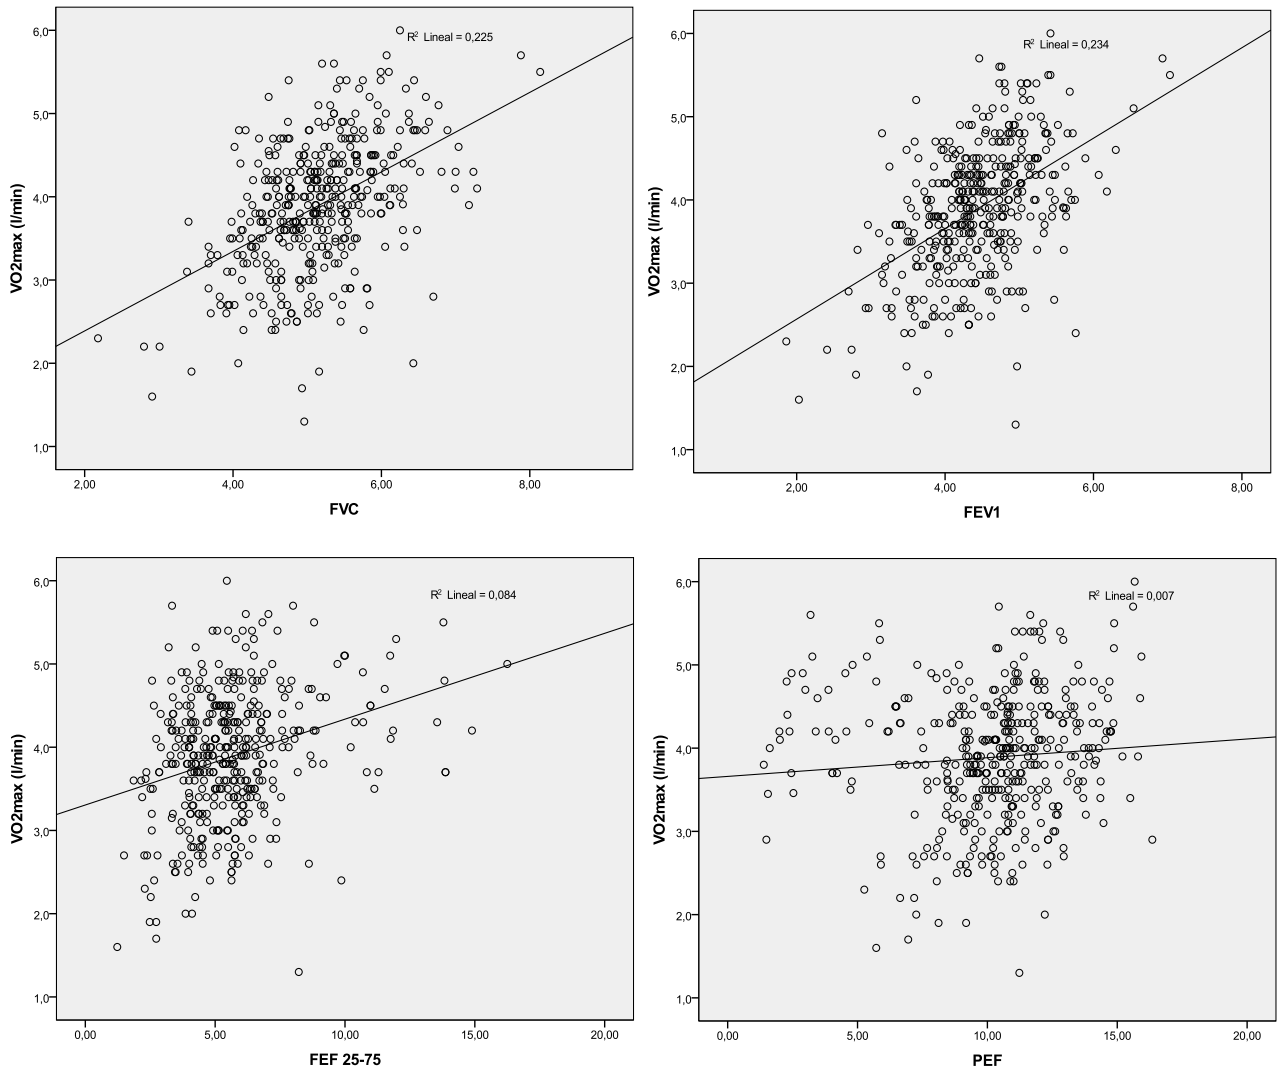 R² Lineal = 0,225
VO2max (l/min)
6,0
5,0
4,0
3,0
2,0
1,0
2,00 4,00 6,00 8,00
FVC
R² Lineal = 0,234
VO2max (l/min)
6,0
5,0
4,0
3,0
2,0
1,0
2,00 4,00 6,00 8,00
FEV1
R² Lineal = 0,084
VO2max (l/min)
6,0
5,0
4,0
3,0
2,0
1,0
0,00 5,00 10,00 15,00 20,00
FEF 25-75
R² Lineal = 0,007
VO2max (l/min)
6,0
5,0
4,0
3,0
2,0
1,0
0,00 5,00 10,00 15,00 20,00
PEF